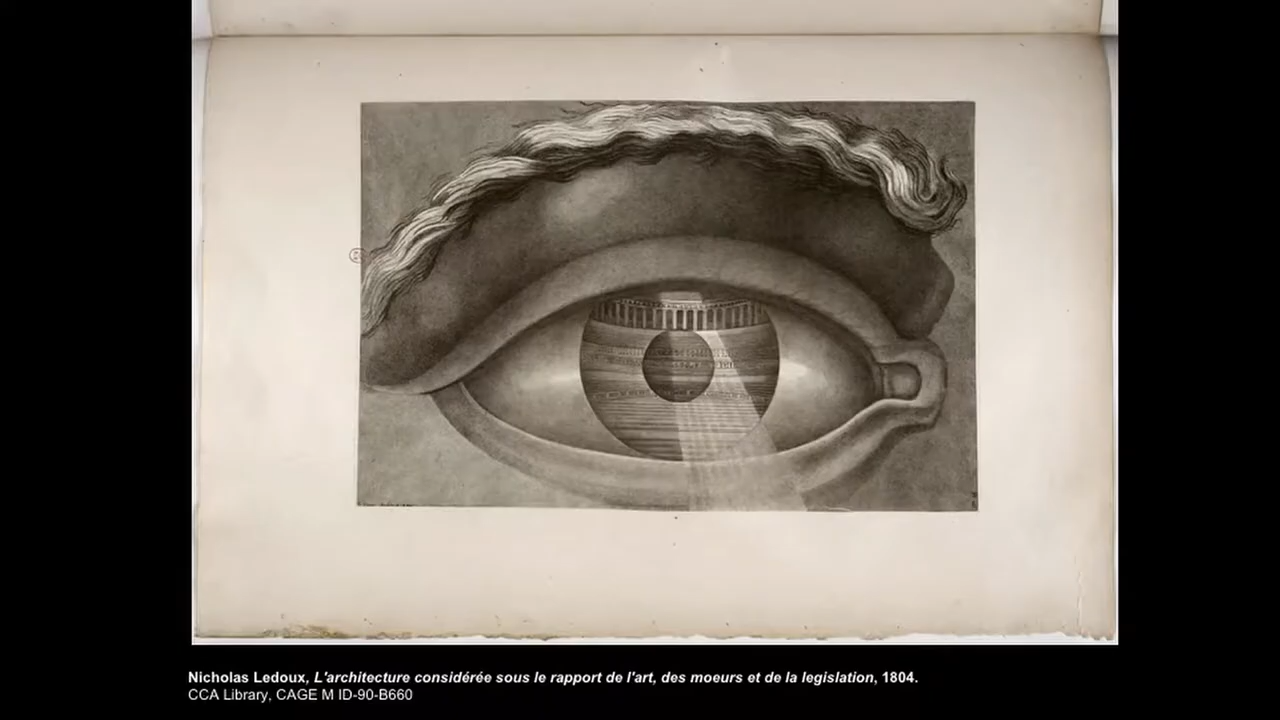 Nicholas Ledoux, L'architecture considérée sous le rapport de l'art, des moeurs et de la legislation, 1804.
CCA Library, CAGE M ID-90-B660